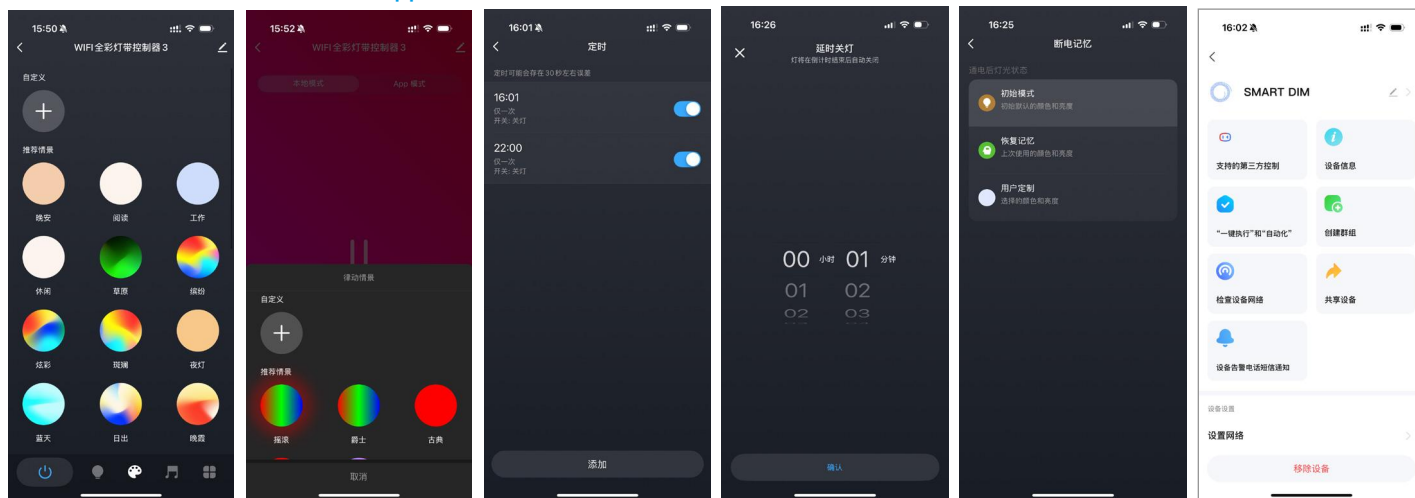 15:50
WIFI全彩灯带控制器 3
自定义
推荐情景
晚安 阅读 工作
休闲 草原 缤纷
炫彩 斑斓 夜灯
蓝天 日出 晚霞
15:52
WIFI全彩灯带控制器 3
本地模式 App 模式
律动情景
自定义
推荐情景
摇滚 爵士 古典
取消
16:01
定时
定时可能会存在30秒左右误差
16:01
仅一次
开关: 关灯
22:00
仅一次
开关: 关灯
添加
16:26
延时关灯
灯将在倒计时结束后自动关闭
00 小时 01 分钟
01 02
02 03
确认
16:25
断电记忆
通电后灯光状态
初始模式
初始默认的颜色和亮度
恢复记忆
上次使用的颜色和亮度
用户定制
选择的颜色和亮度
16:02
SMART DIM
支持的第三方控制 设备信息
“一键执行”和“自动化” 创建群组
检查设备网络 共享设备
设备告警电话短信通知
设备设置
设置网络
移除设备